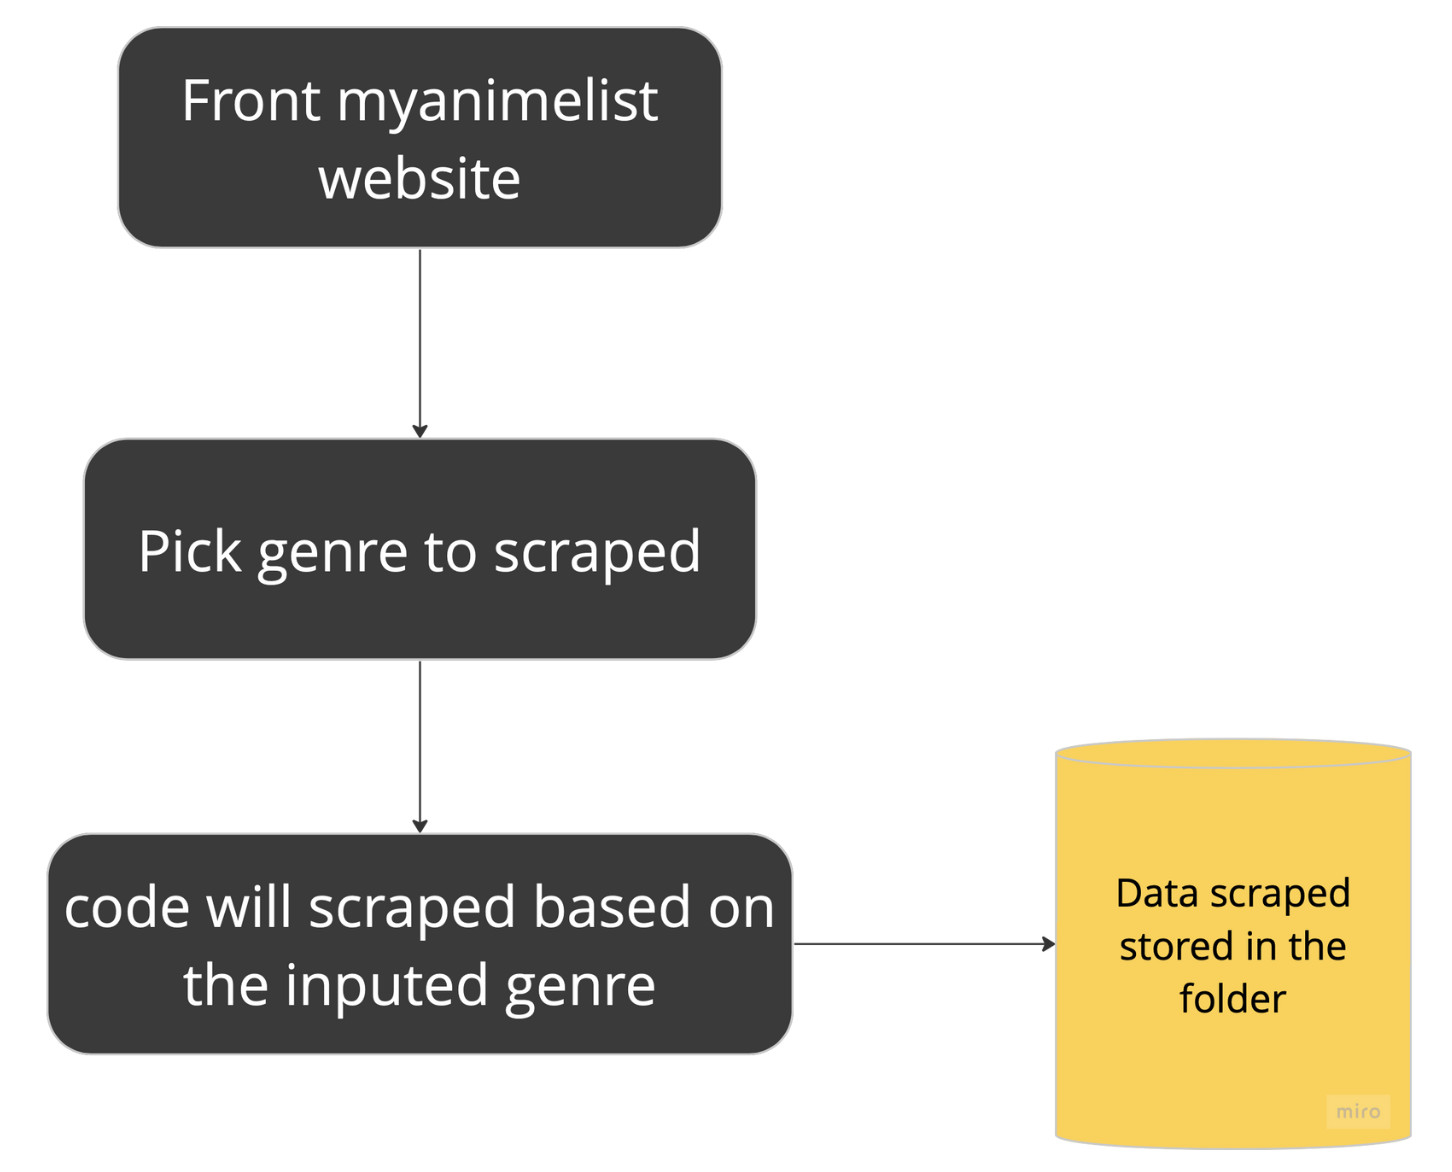 Front myanimelist
website
Pick genre to scraped
code will scraped based on
the inputed genre
Data scraped
stored in the
folder
miro